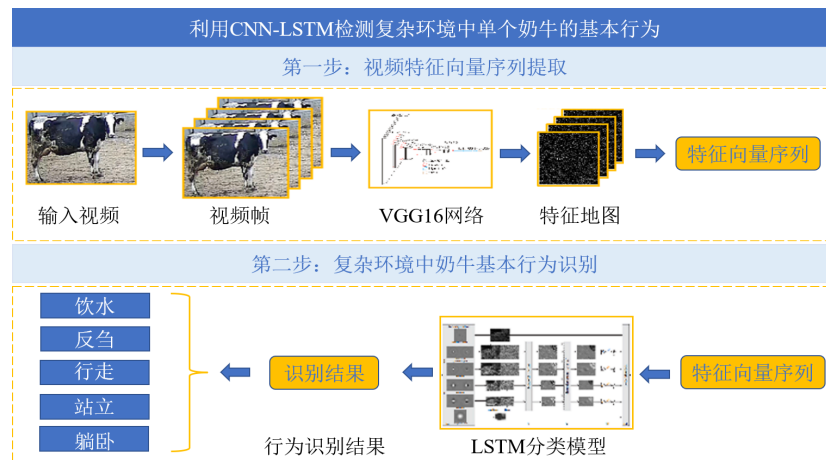 利用CNN-LSTM检测复杂环境中单个奶牛的基本行为
第一步：视频特征向量序列提取
特征向量序列
输入视频
视频帧
VGG16网络
特征地图
第二步：复杂环境中奶牛基本行为识别
饮水
反刍
行走
站立
躺卧
识别结果
特征向量序列
行为识别结果
LSTM分类模型